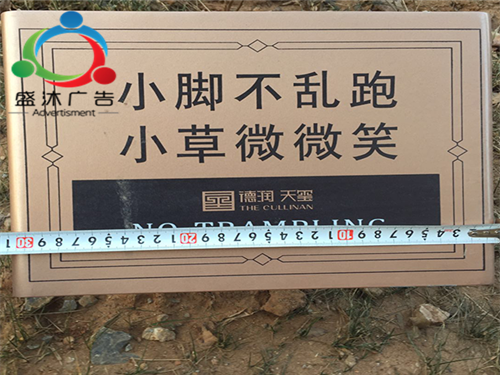 盛沐广告
Advertisment
小脚不乱跑
小草微微笑
德润 天玺
THE CULLINAN
NO TRAMPLING